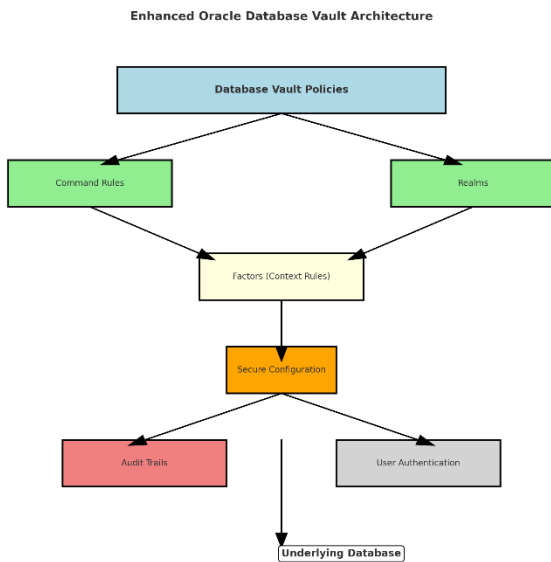 Enhanced Oracle Database Vault Architecture
Database Vault Policies
Command Rules
Realms
Factors (Context Rules)
Secure Configuration
Audit Trails
User Authentication
Underlying Database